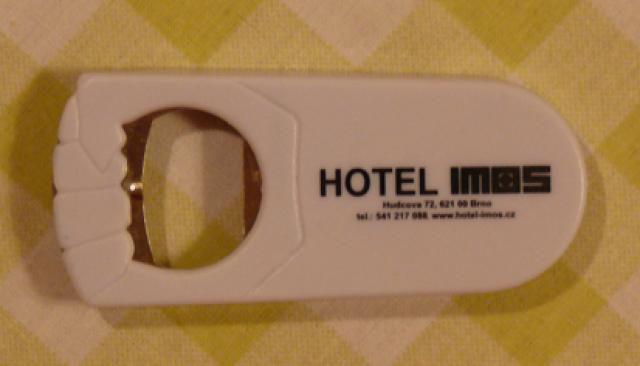 HOTEL IMOS
Hudcova 72, 621 00 Brno
tel.: 541 217 088, www.hotel-imos.cz